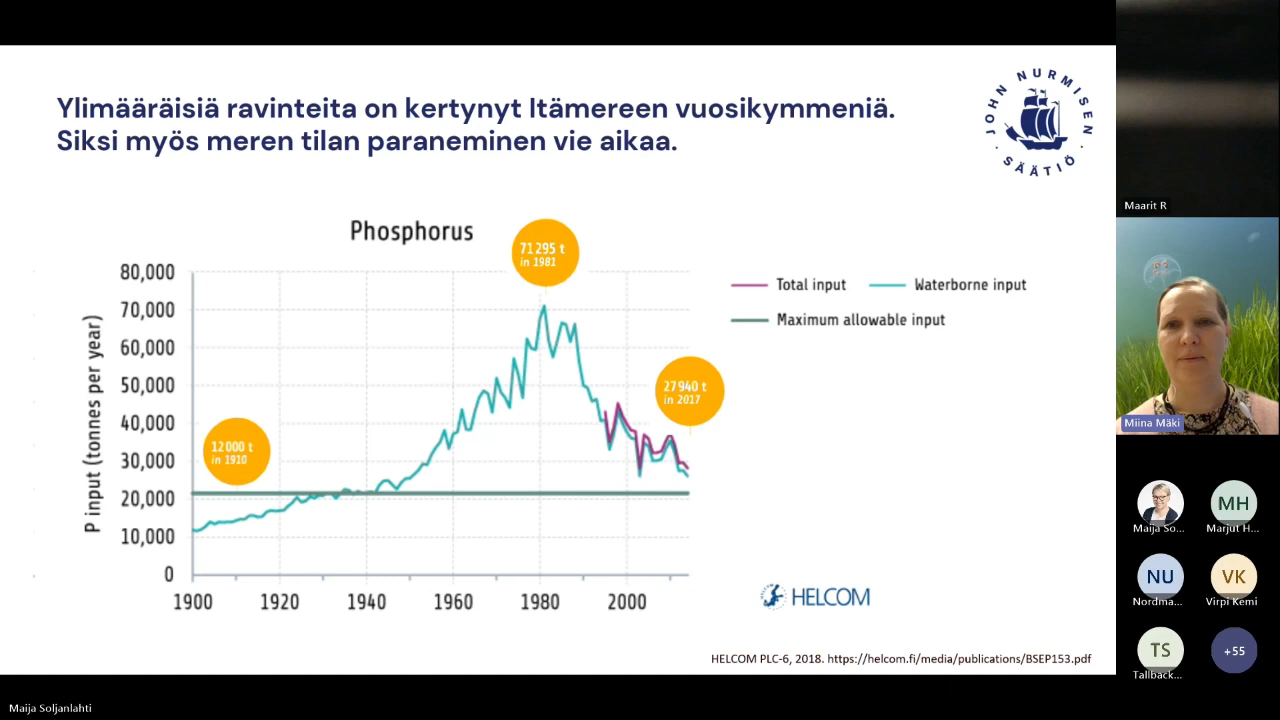 Ylimääräisiä ravinteita on kertynyt Itämereen vuosikymmeniä.
Siksi myös meren tilan paraneminen vie aikaa.
JOHN NURMISEN
· SÄÄTIÖ ·
Phosphorus
71 295 t
in 1981
80,000
70,000
60,000
50,000
40,000
30,000
20,000
10,000
0
P input (tonnes per year)
12 000 t
in 1910
27 940 t
in 2017
1900 1920 1940 1960 1980 2000
Total input
Waterborne input
Maximum allowable input
HELCOM
HELCOM PLC-6, 2018. https://helcom.fi/media/publications/BSEP153.pdf
Maija Soljanlahti
Maarit R
Miina Mäki
Maija So...
MH
Marjut H...
NU
Nordma...
VK
Virpi Kemi
TS
Tallback...
+55